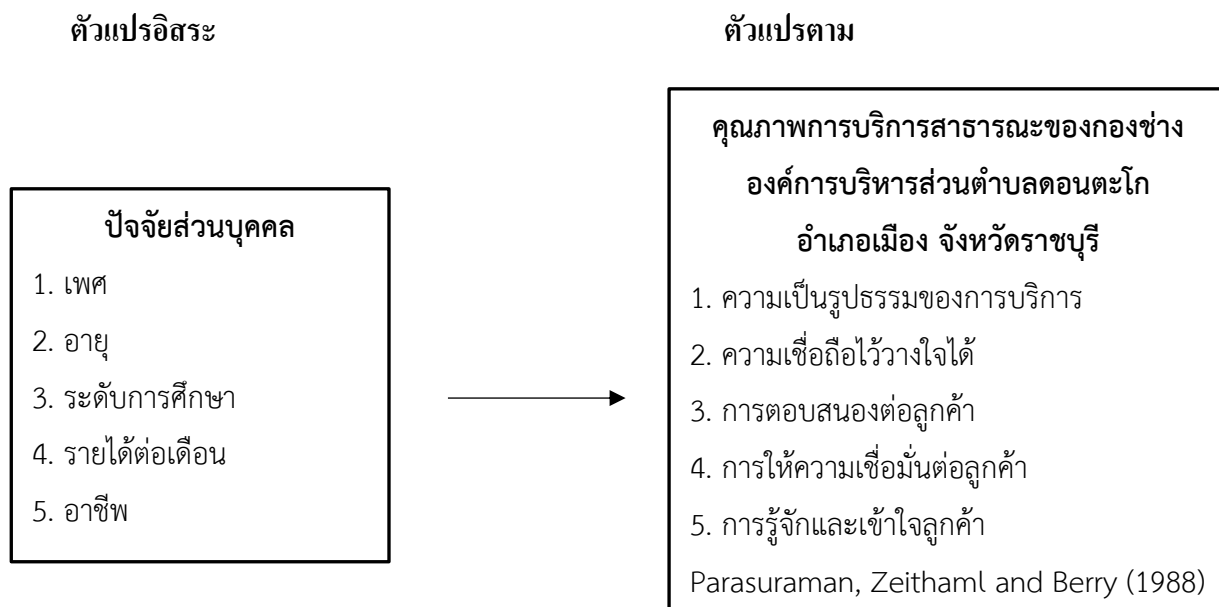 ตัวแปรอิสระ
ตัวแปรตาม
ปัจจัยส่วนบุคคล
1. เพศ
2. อายุ
3. ระดับการศึกษา
4. รายได้ต่อเดือน
5. อาชีพ
คุณภาพการบริการสาธารณะของกองช่าง
องค์การบริหารส่วนตำบลดอนตะโก
อำเภอเมือง จังหวัดราชบุรี
1. ความเป็นรูปธรรมของการบริการ
2. ความเชื่อถือไว้วางใจได้
3. การตอบสนองต่อลูกค้า
4. การให้ความเชื่อมั่นต่อลูกค้า
5. การรู้จักและเข้าใจลูกค้า
Parasuraman, Zeithaml and Berry (1988)